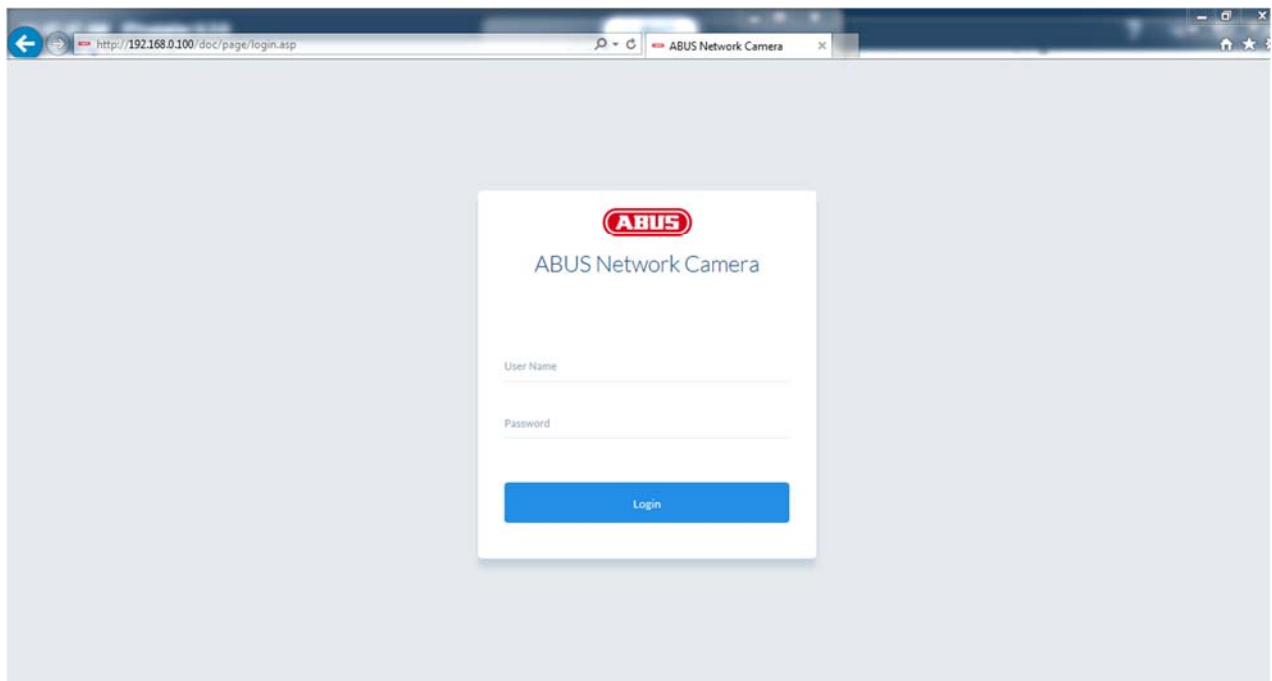 http://192.168.0.100/doc/page/login.asp
ABUS Network Camera
ABUS
ABUS Network Camera
User Name
Password
Login